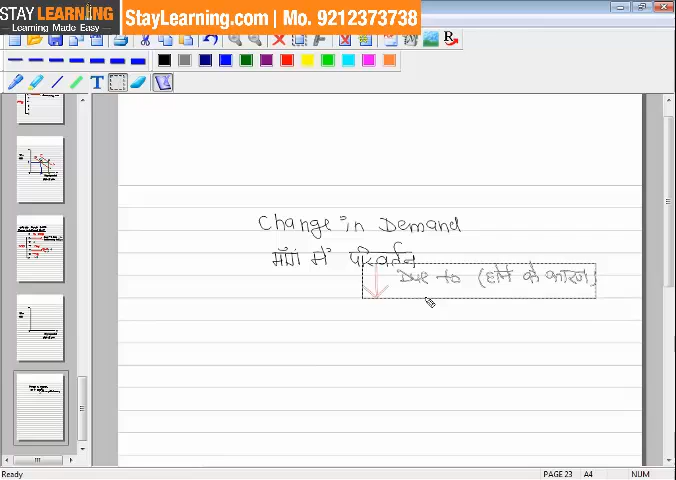 STAY LEARNING
Learning Made Easy
StayLearning.com | Mo. 9212373738
Change in Demand
माँग में परिवर्तन
Due to (होने के कारण)
Ready
PAGE 23 A4 NUM